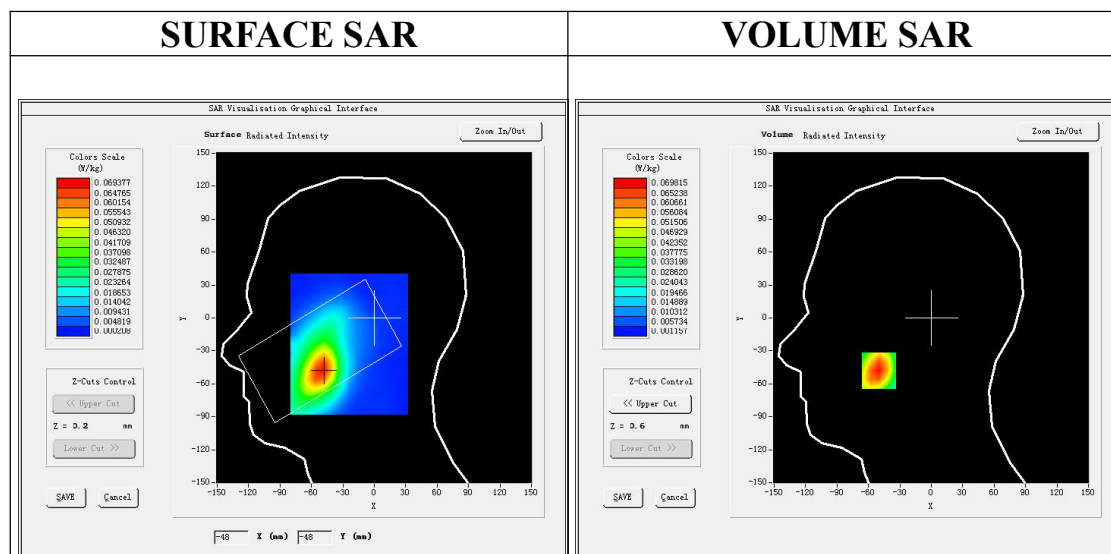 SURFACE SAR
VOLUME SAR
SAR Visualisation Graphical Interface
Surface Radiated Intensity
Zoom In/Out
Colors Scale
(W/kg)
0.069377
0.064765
0.060154
0.055543
0.050932
0.046320
0.041709
0.037098
0.032487
0.027875
0.023264
0.018653
0.014042
0.009431
0.004819
0.000208
150
120
90
60
30
0
-30
-60
-90
-120
-150
Y
-150 -120 -90 -60 -30 0 30 60 90 120 150
X
Z-Cuts Control
<< Upper Cut
Z = 0.2 mm
Lower Cut >>
SAVE Cancel
-48 X (mm) -48 Y (mm)
SAR Visualisation Graphical Interface
Volume Radiated Intensity
Zoom In/Out
Colors Scale
(W/kg)
0.069815
0.065238
0.060661
0.056084
0.051506
0.046929
0.042352
0.037775
0.033198
0.028620
0.024043
0.019466
0.014889
0.010312
0.005734
0.001157
150
120
90
60
30
0
-30
-60
-90
-120
-150
Y
-150 -120 -90 -60 -30 0 30 60 90 120 150
X
Z-Cuts Control
<< Upper Cut
Z = 0.6 mm
Lower Cut >>
SAVE Cancel